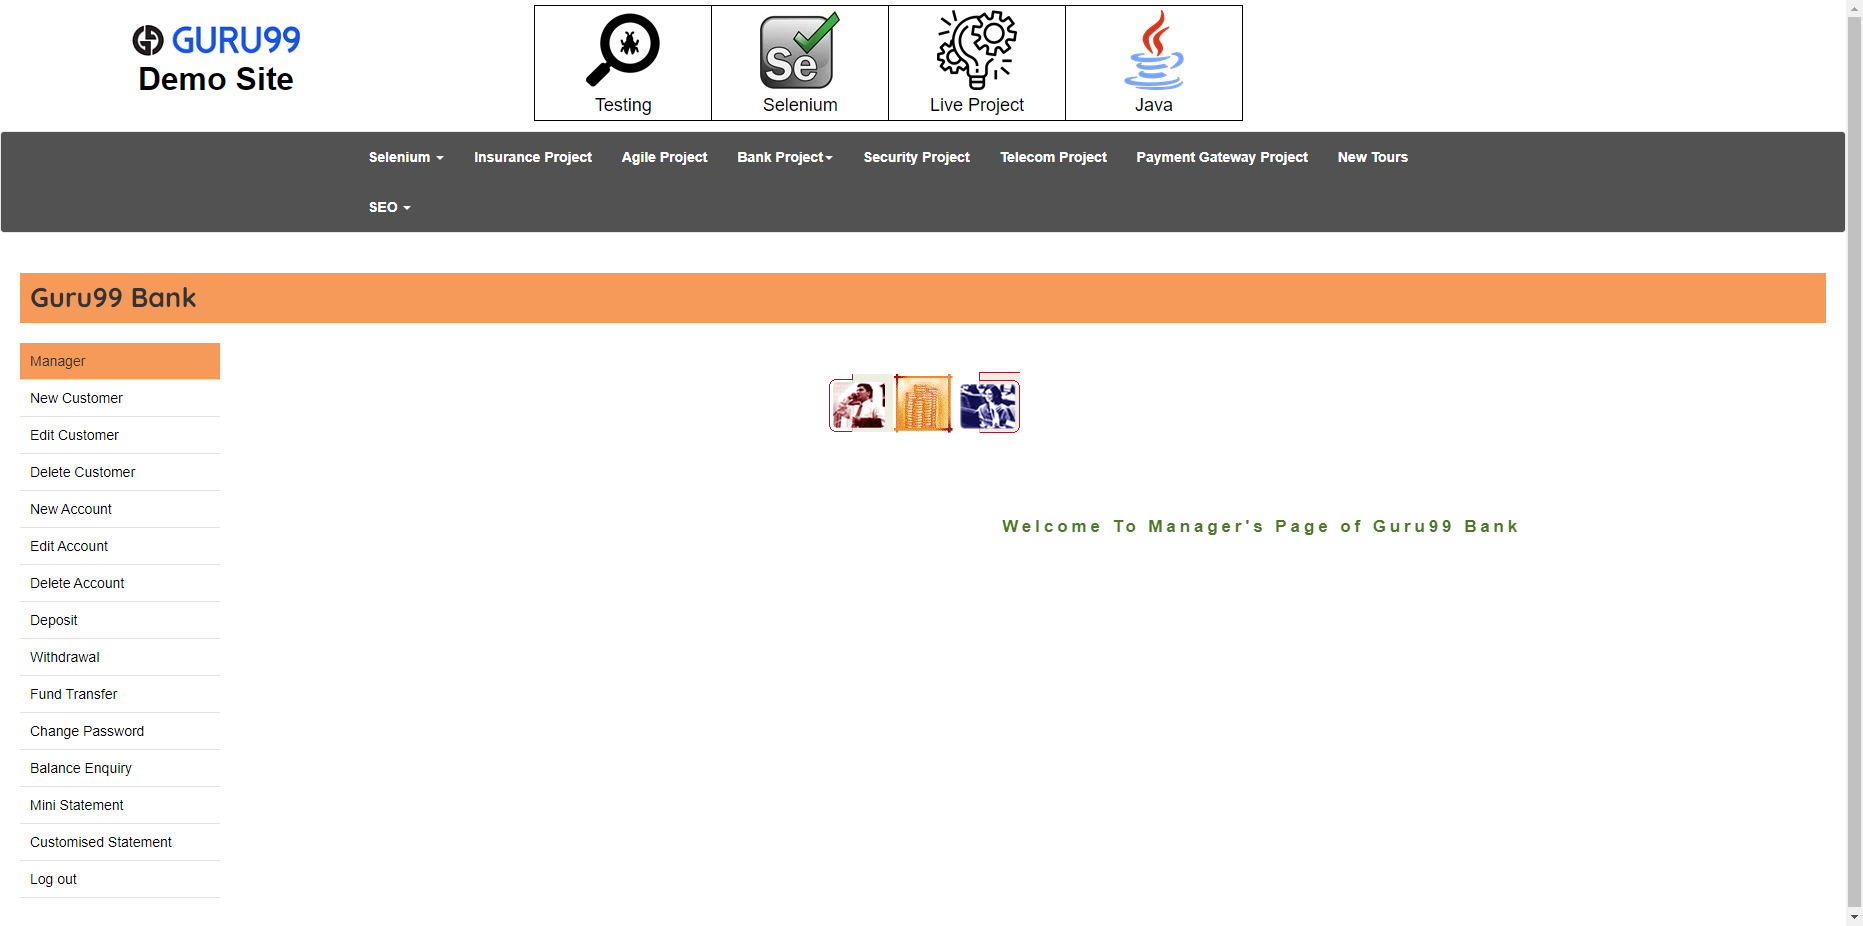 GURU99
Demo Site
Testing
Selenium
Live Project
Java
Selenium
Insurance Project
Agile Project
Bank Project
Security Project
Telecom Project
Payment Gateway Project
New Tours
SEO
Guru99 Bank
Manager
New Customer
Edit Customer
Delete Customer
New Account
Edit Account
Delete Account
Deposit
Withdrawal
Fund Transfer
Change Password
Balance Enquiry
Mini Statement
Customised Statement
Log out
Se
Welcome To Manager's Page of Guru99 Bank